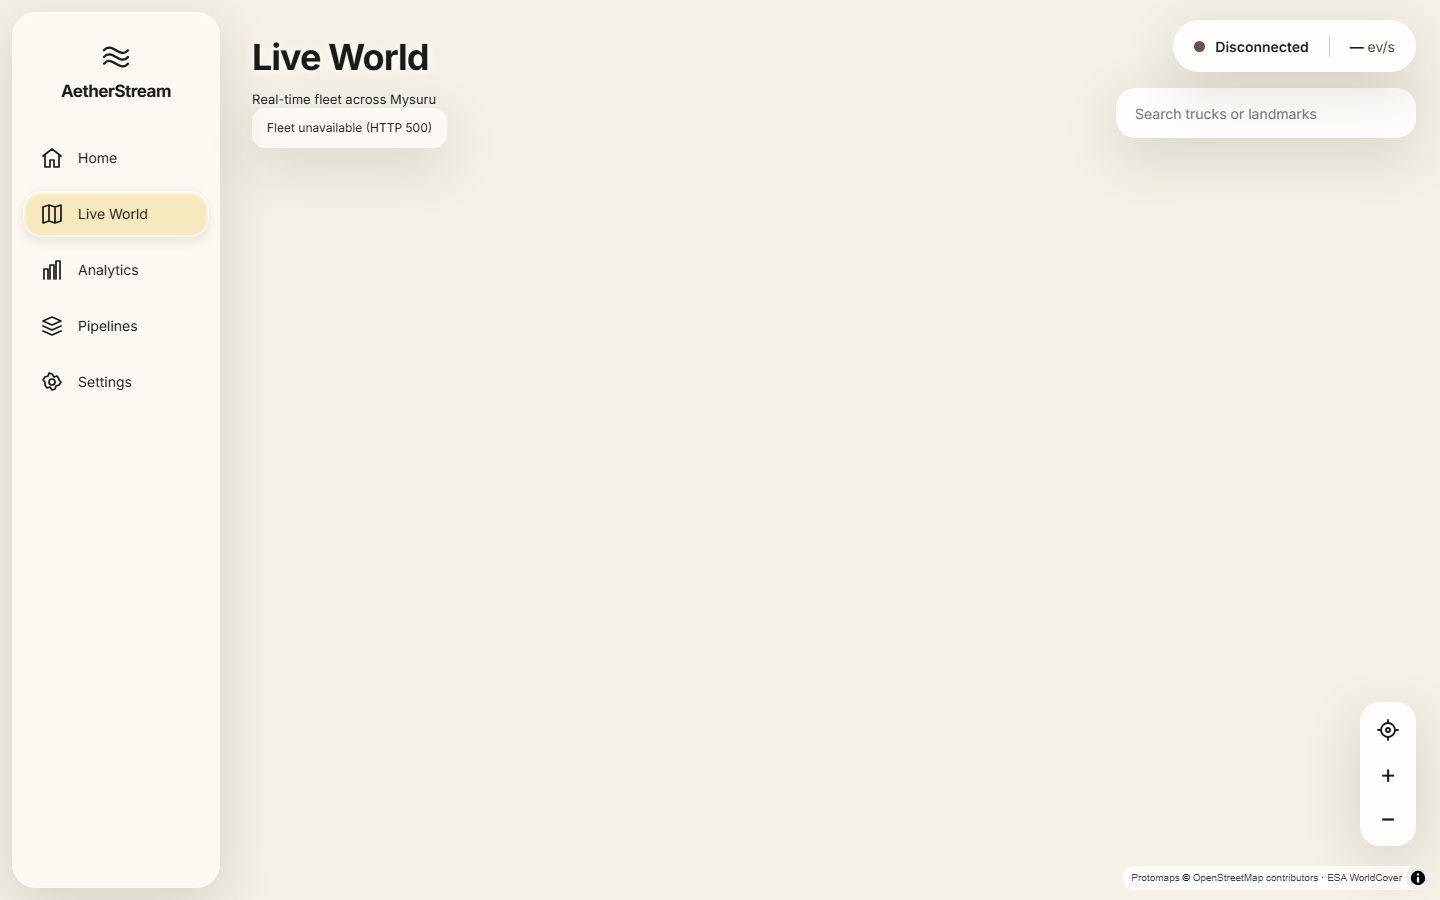 AetherStream
Home
Live World
Analytics
Pipelines
Settings
Live World
Real-time fleet across Mysuru
Fleet unavailable (HTTP 500)
Disconnected
— ev/s
Search trucks or landmarks
+
−
Protomaps © OpenStreetMap contributors · ESA WorldCover